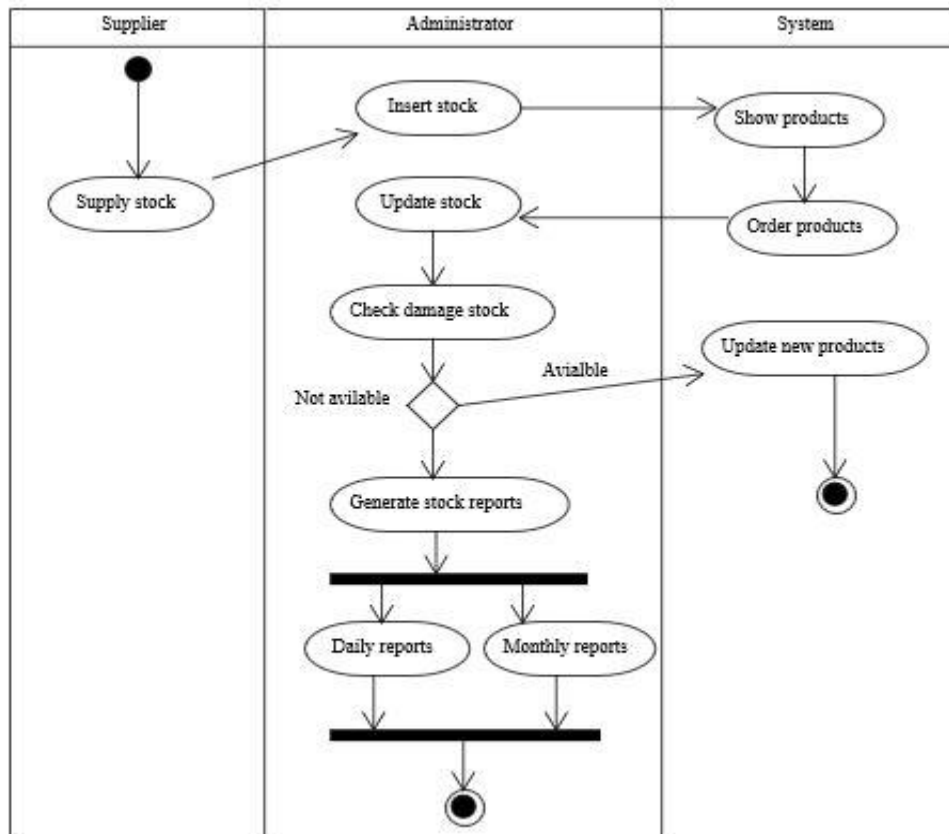 Supplier
Administrator
System
Insert stock
Show products
Supply stock
Update stock
Order products
Check damage stock
Update new products
Avialble
Not avilable
Generate stock reports
Daily reports
Monthly reports